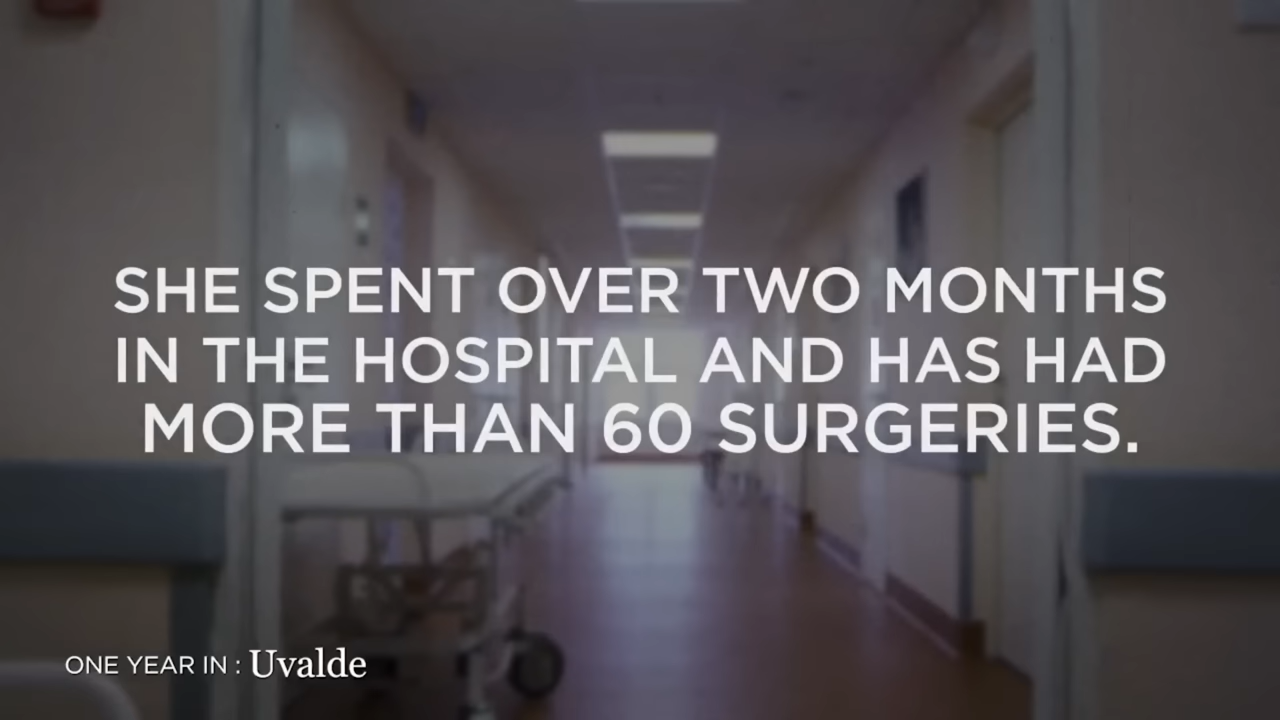 SHE SPENT OVER TWO MONTHS
IN THE HOSPITAL AND HAS HAD
MORE THAN 60 SURGERIES.
ONE YEAR IN : Uvalde